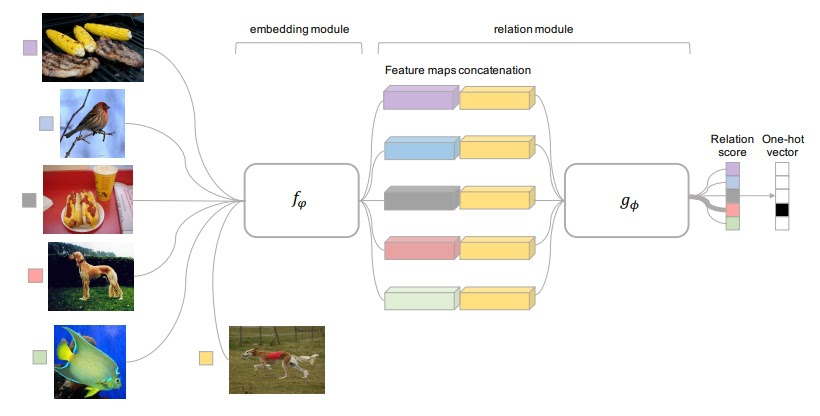 embedding module
relation module
Feature maps concatenation
Relation
score
One-hot
vector
fφ
gϕ